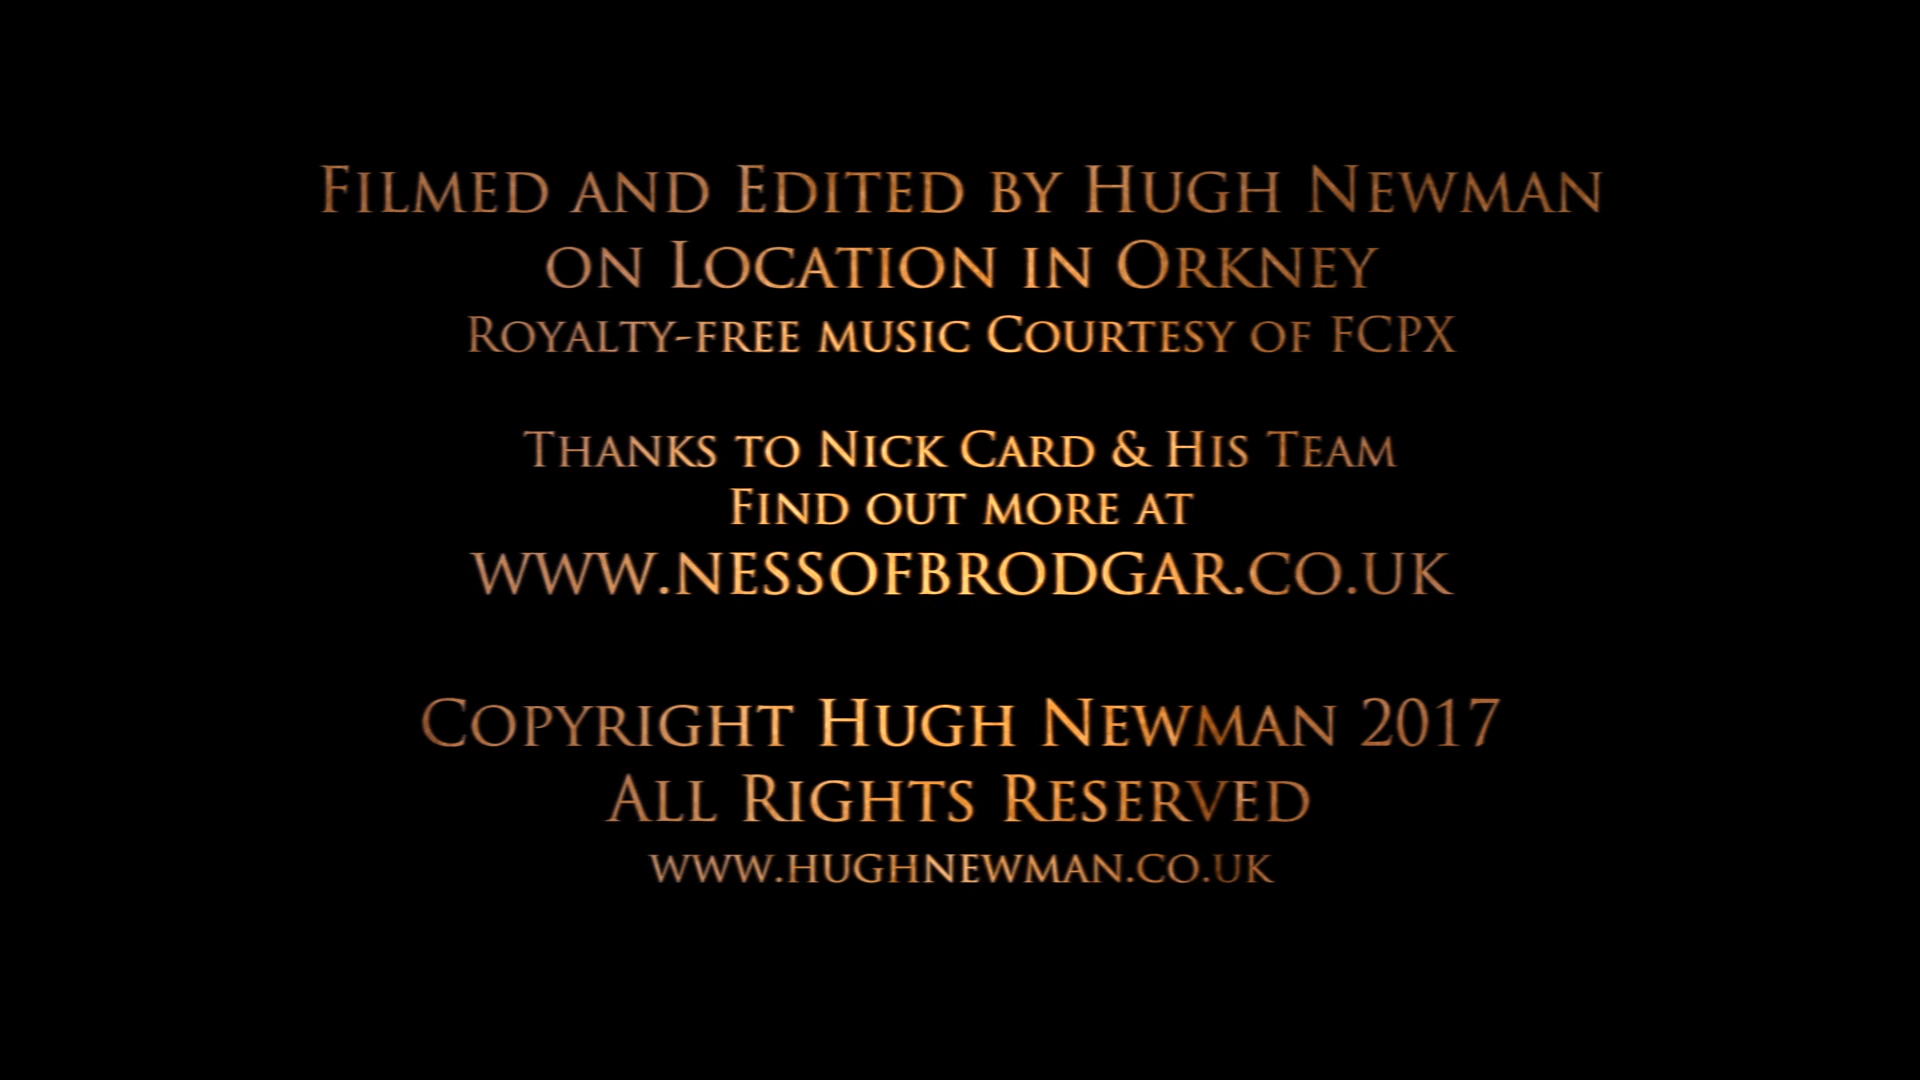 Filmed and Edited by Hugh Newman
on Location in Orkney
Royalty-free music Courtesy of FCPX
Thanks to Nick Card & His Team
Find out more at
www.nessofbrodgar.co.uk
Copyright Hugh Newman 2017
All Rights Reserved
www.hughnewman.co.uk